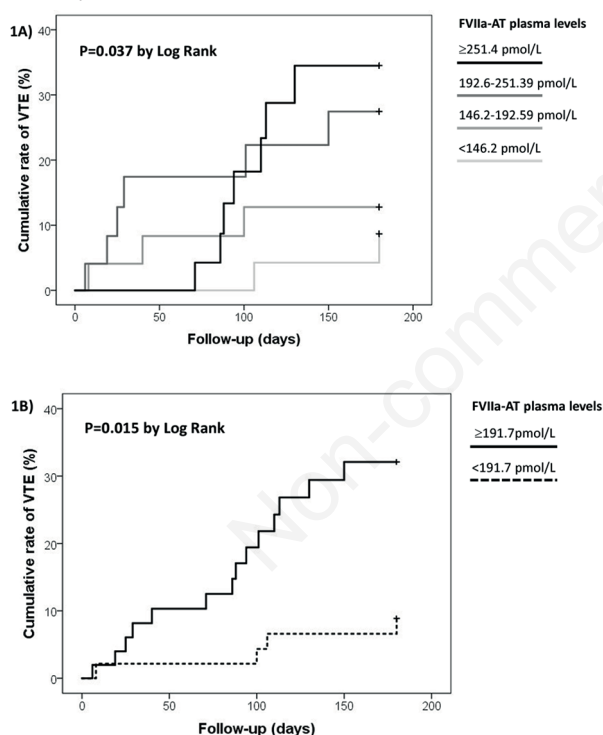 1A)
P=0.037 by Log Rank
Cumulative rate of VTE (%)
40
30
20
10
0
0 50 100 150 200
Follow-up (days)
FVIIa-AT plasma levels
≥251.4 pmol/L
192.6-251.39 pmol/L
146.2-192.59 pmol/L
<146.2 pmol/L
1B)
P=0.015 by Log Rank
Cumulative rate of VTE (%)
40
30
20
10
0
0 50 100 150 200
Follow-up (days)
FVIIa-AT plasma levels
≥191.7pmol/L
<191.7 pmol/L
Non-comme